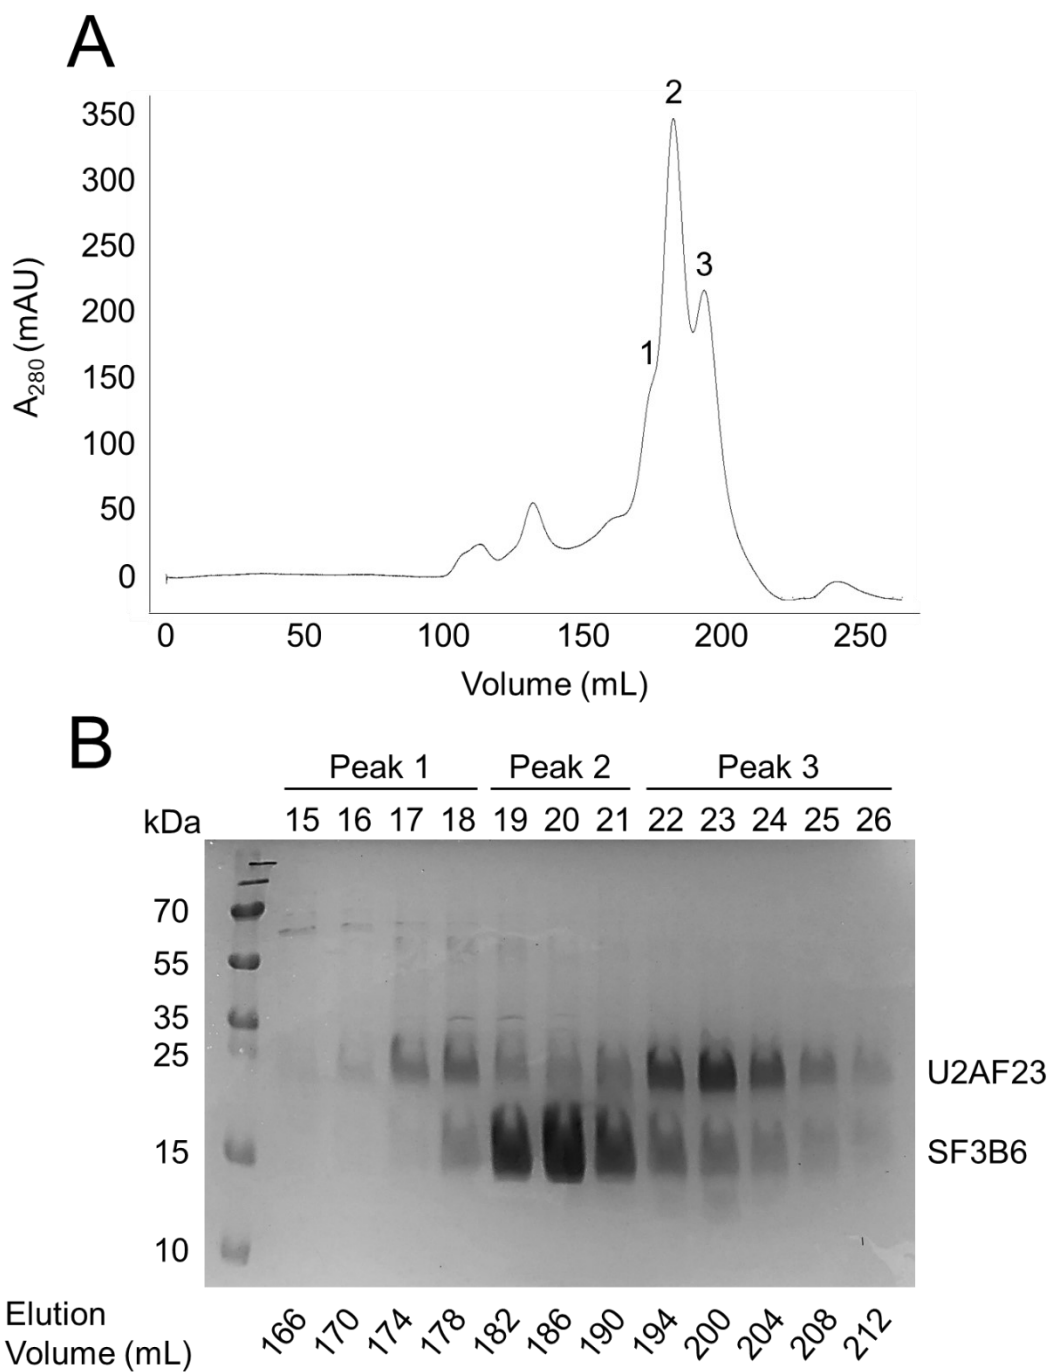 A
2
350
300
3
250
200
1
150
100
50
0
A280 (mAU)
0 50 100 150 200 250
Volume (mL)
B
Peak 1 Peak 2 Peak 3
kDa 15 16 17 18 19 20 21 22 23 24 25 26
70
55
35
25
U2AF23
15
SF3B6
10
Elution
Volume (mL)
166 170 174 178 182 186 190 194 200 204 208 212